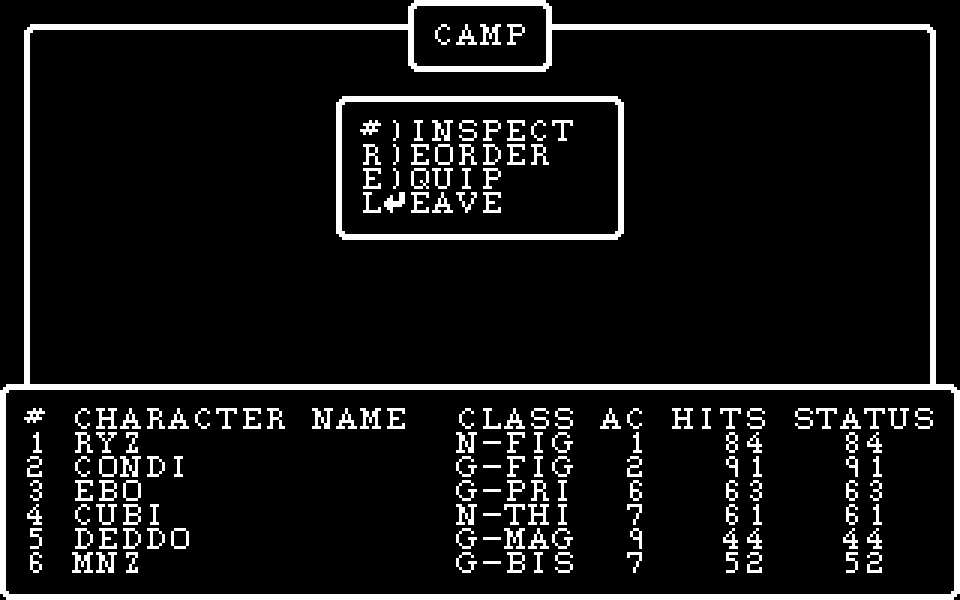 CAMP
#)INSPECT
R)EORDER
E)QUIP
L↵EAVE
# CHARACTER NAME CLASS AC HITS STATUS
1 RYZ N-FIG 1 84 84
2 CONDI G-FIG 2 91 91
3 EBO G-PRI 6 63 63
4 CUBI N-THI 7 61 61
5 DEDDO G-MAG 9 44 44
6 MNZ G-BIS 7 52 52